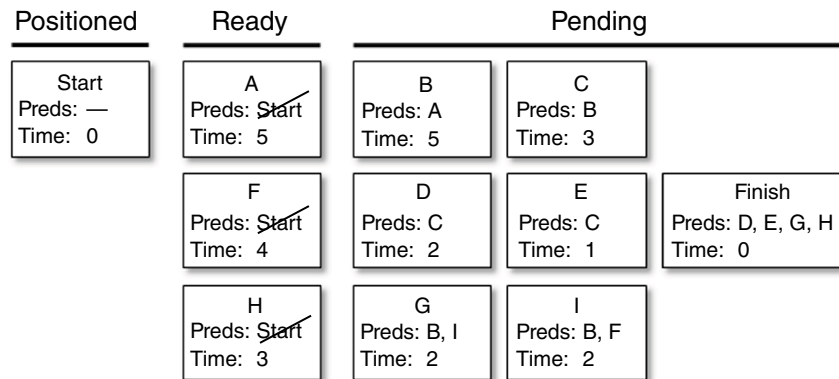 Positioned
Ready
Pending
Start
Preds: —
Time: 0
A
Preds: Start
Time: 5
B
Preds: A
Time: 5
C
Preds: B
Time: 3
F
Preds: Start
Time: 4
D
Preds: C
Time: 2
E
Preds: C
Time: 1
Finish
Preds: D, E, G, H
Time: 0
H
Preds: Start
Time: 3
G
Preds: B, I
Time: 2
I
Preds: B, F
Time: 2